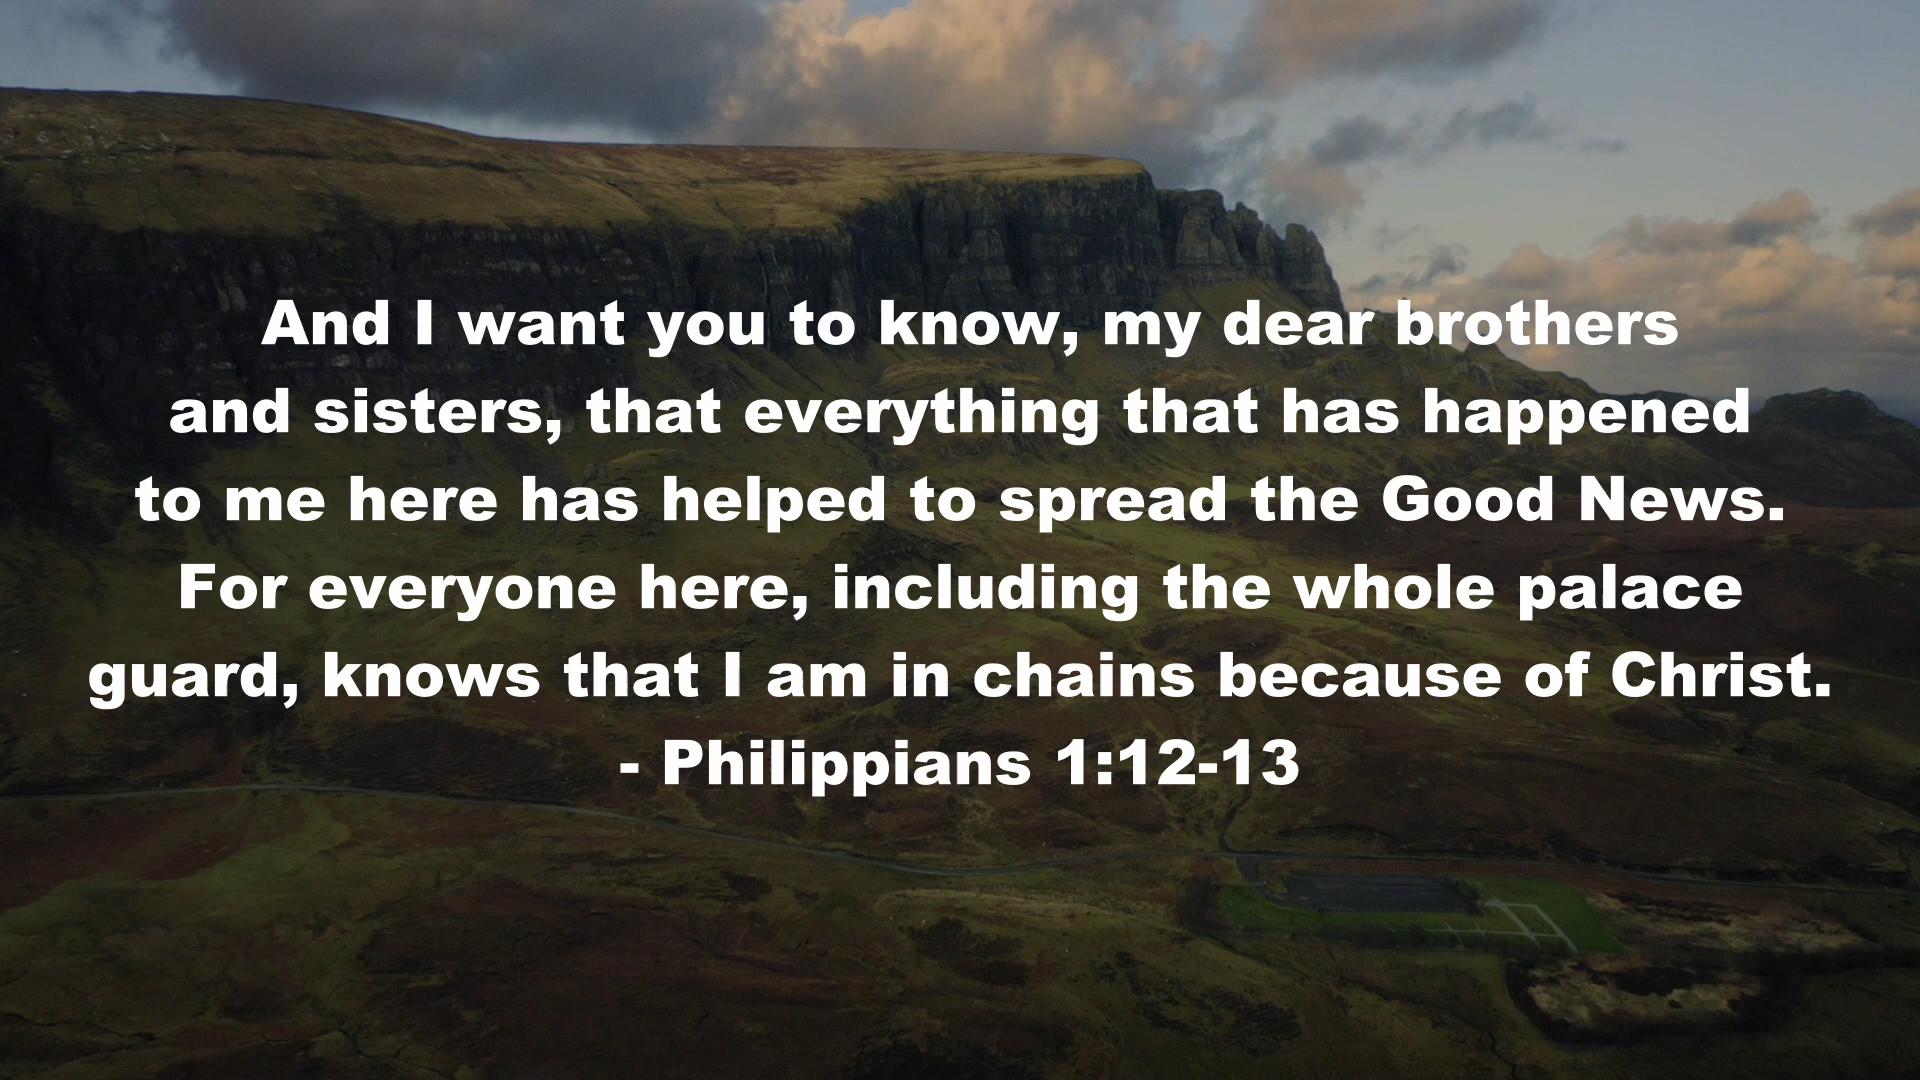 And I want you to know, my dear brothers
and sisters, that everything that has happened
to me here has helped to spread the Good News.
For everyone here, including the whole palace
guard, knows that I am in chains because of Christ.
- Philippians 1:12-13